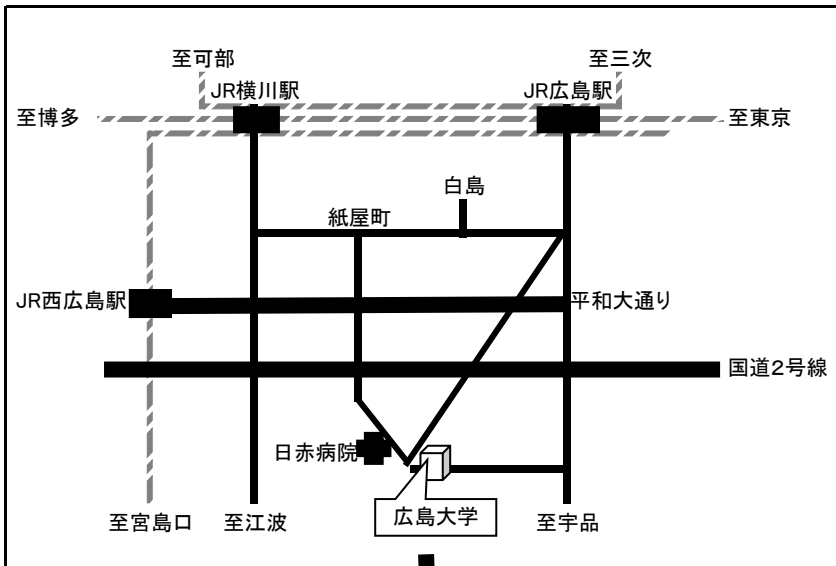 至可部
至三次
JR横川駅
JR広島駅
至博多
至東京
白島
紙屋町
JR西広島駅
平和大通り
国道2号線
日赤病院
広島大学
至宮島口
至江波
至宇品